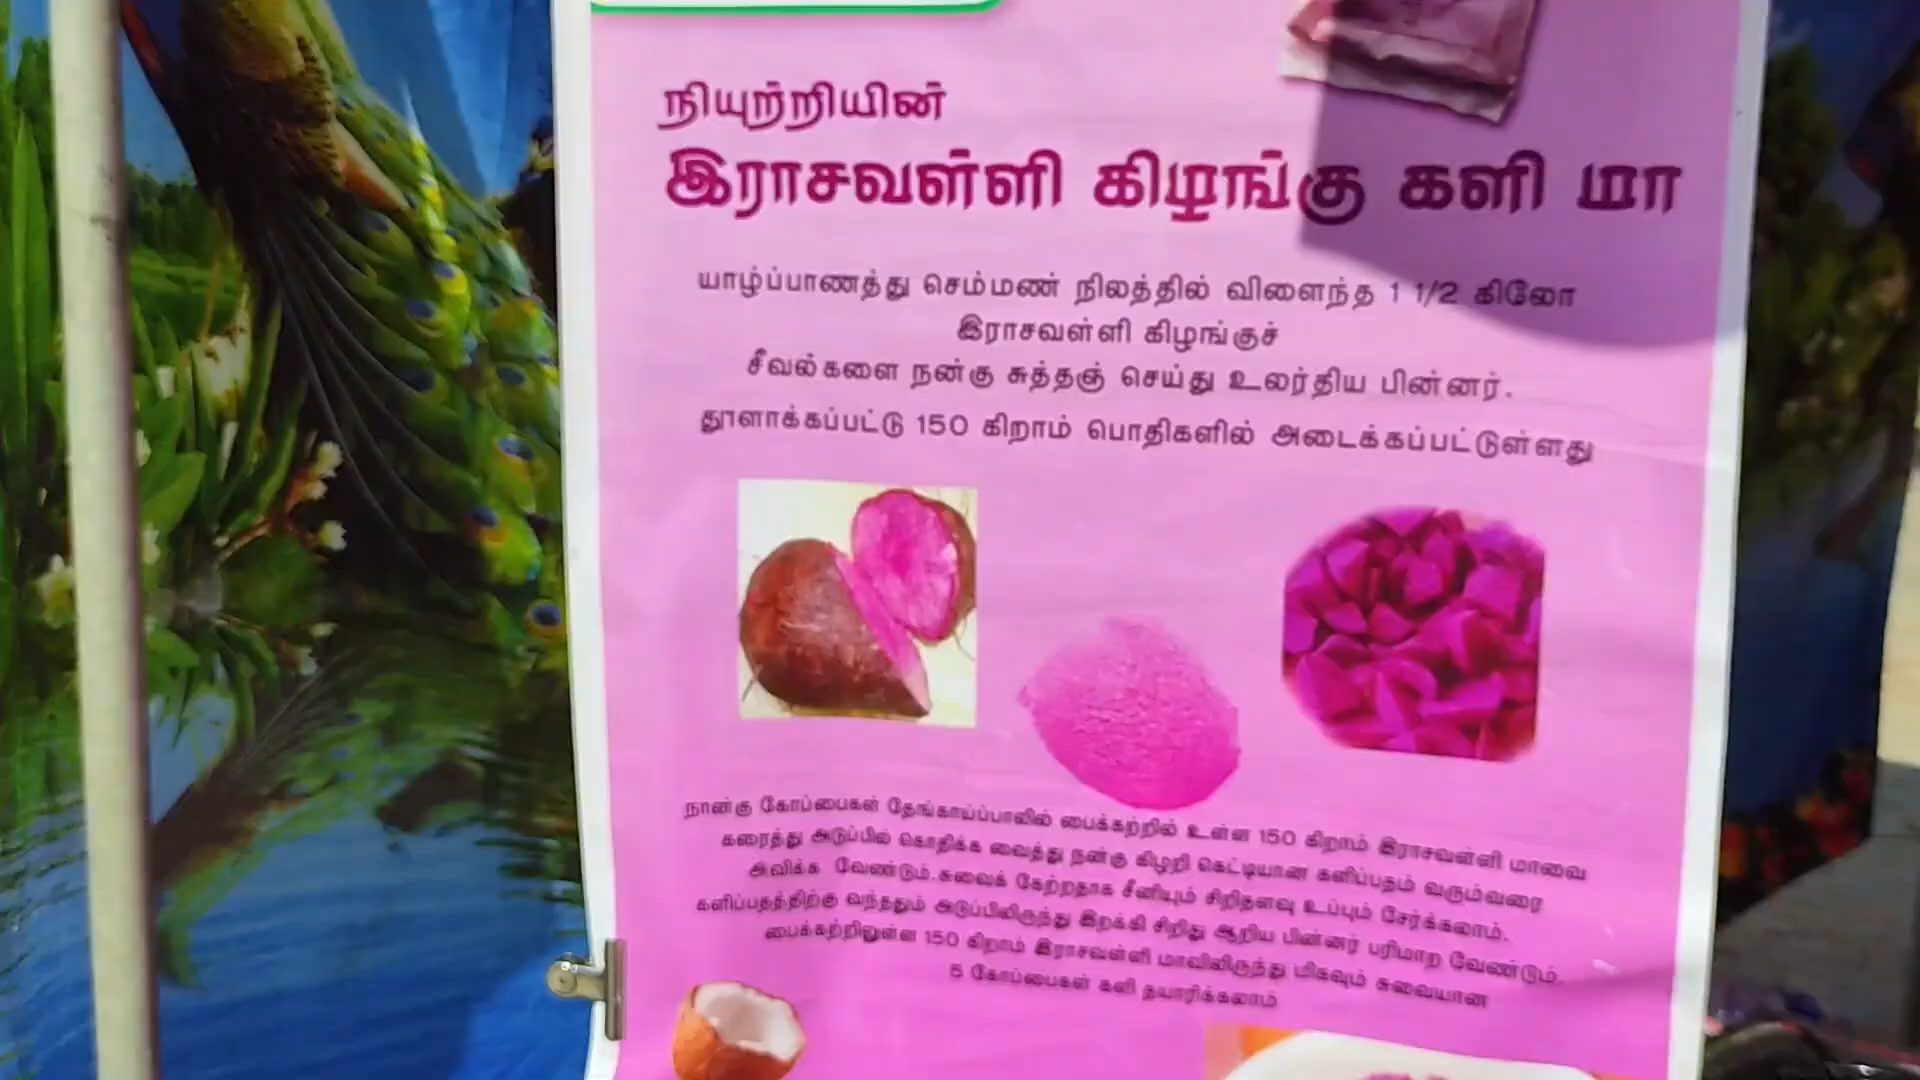 நியுற்றியின்
இராசவள்ளி கிழங்கு களி மா
யாழ்ப்பாணத்து செம்மண் நிலத்தில் விளைந்த 1 1/2 கிலோ
இராசவள்ளி கிழங்குச்
சீவல்களை நன்கு சுத்தஞ் செய்து உலர்திய பின்னர்.
தூளாக்கப்பட்டு 150 கிறாம் பொதிகளில் அடைக்கப்பட்டுள்ளது
நான்கு கோப்பைகள் தேங்காய்ப்பாலில் பைக்கற்றில் உள்ள 150 கிறாம் இராசவள்ளி மாவை
கரைத்து அடுப்பில் கொதிக்க வைத்து நன்கு கிழறி கெட்டியான களிப்பதம் வரும்வரை
அவிக்க வேண்டும்.சுவைக் கேற்றதாக சீனியும் சிறிதளவு உப்பும் சேர்க்கலாம்.
களிப்பதத்திற்கு வந்ததும் அடுப்பிலிருந்து இறக்கி சிறிது ஆறிய பின்னர் பரிமாற வேண்டும்.
பைக்கற்றிலுள்ள 150 கிறாம் இராசவள்ளி மாவிலிருந்து மிகவும் சுவையான
5 கோப்பைகள் களி தயாரிக்கலாம்